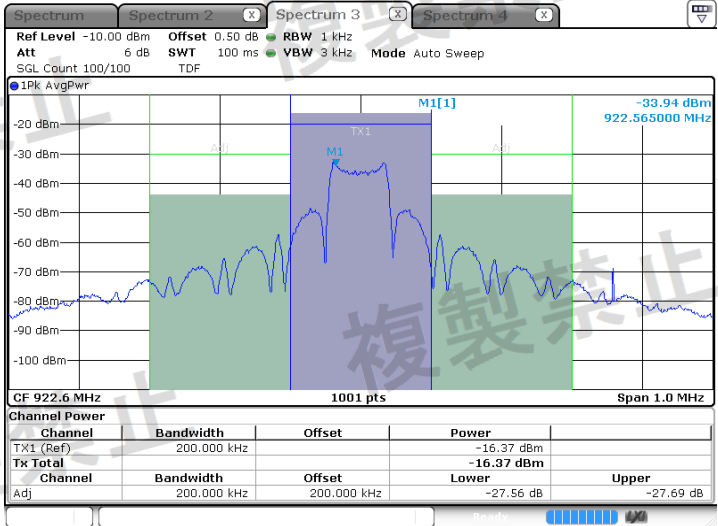 Spectrum Spectrum 2 X Spectrum 3 X Spectrum 4 X
Ref Level -10.00 dBm Offset 0.50 dB RBW 1 kHz
Att 6 dB SWT 100 ms VBW 3 kHz Mode Auto Sweep
SGL Count 100/100 TDF
1Pk AvgPwr
M1[1] -33.94 dBm
922.565000 MHz
-20 dBm
TX1
Adj Adj
-30 dBm
M1
-40 dBm
-50 dBm
-60 dBm
-70 dBm
-80 dBm
-90 dBm
-100 dBm
CF 922.6 MHz 1001 pts Span 1.0 MHz
Channel Power
Channel Bandwidth Offset Power
TX1 (Ref) 200.000 kHz -16.37 dBm
Tx Total -16.37 dBm
Channel Bandwidth Offset Lower Upper
Adj 200.000 kHz 200.000 kHz -27.56 dB -27.69 dB
Ready LXI
複製禁止